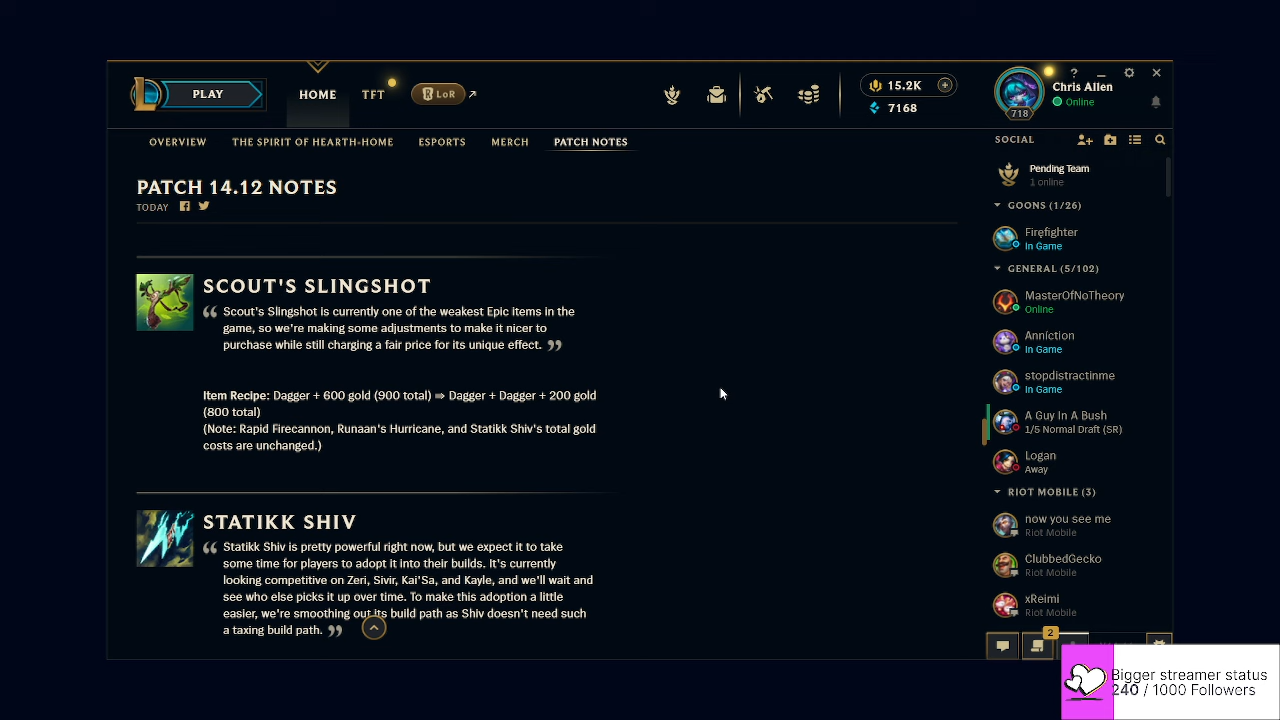 PLAY
HOME
TFT
LoR
15.2K
7168
718
?
Chris Allen
Online
OVERVIEW
THE SPIRIT OF HEARTH-HOME
ESPORTS
MERCH
PATCH NOTES
PATCH 14.12 NOTES
TODAY
SCOUT'S SLINGSHOT
Scout's Slingshot is currently one of the weakest Epic items in the
game, so we're making some adjustments to make it nicer to
purchase while still charging a fair price for its unique effect.
Item Recipe: Dagger + 600 gold (900 total) ⇒ Dagger + Dagger + 200 gold
(800 total)
(Note: Rapid Firecannon, Runaan's Hurricane, and Statikk Shiv's total gold
costs are unchanged.)
STATIKK SHIV
Statikk Shiv is pretty powerful right now, but we expect it to take
some time for players to adopt it into their builds. It's currently
looking competitive on Zeri, Sivir, Kai'Sa, and Kayle, and we'll wait and
see who else picks it up over time. To make this adoption a little
easier, we're smoothing out its build path as Shiv doesn't need such
a taxing build path.
SOCIAL
Pending Team
1 online
GOONS (1/26)
Firęfighter
In Game
GENERAL (5/102)
MasterOfNoTheory
Online
Anníction
In Game
stopdistractinme
In Game
A Guy In A Bush
1/5 Normal Draft (SR)
Logan
Away
RIOT MOBILE (3)
now you see me
Riot Mobile
ClubbedGecko
Riot Mobile
xReimi
Riot Mobile
2
Bigger streamer status
240 / 1000 Followers